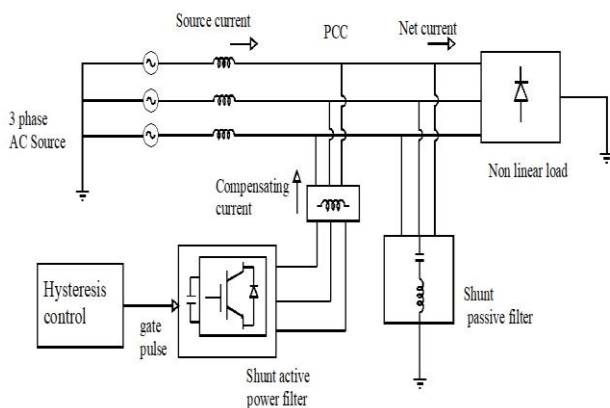 Source current
PCC
Net current
3 phase
AC Source
Non linear load
Compensating
current
Hysteresis
control
gate
pulse
Shunt
passive filter
Shunt active
power filter